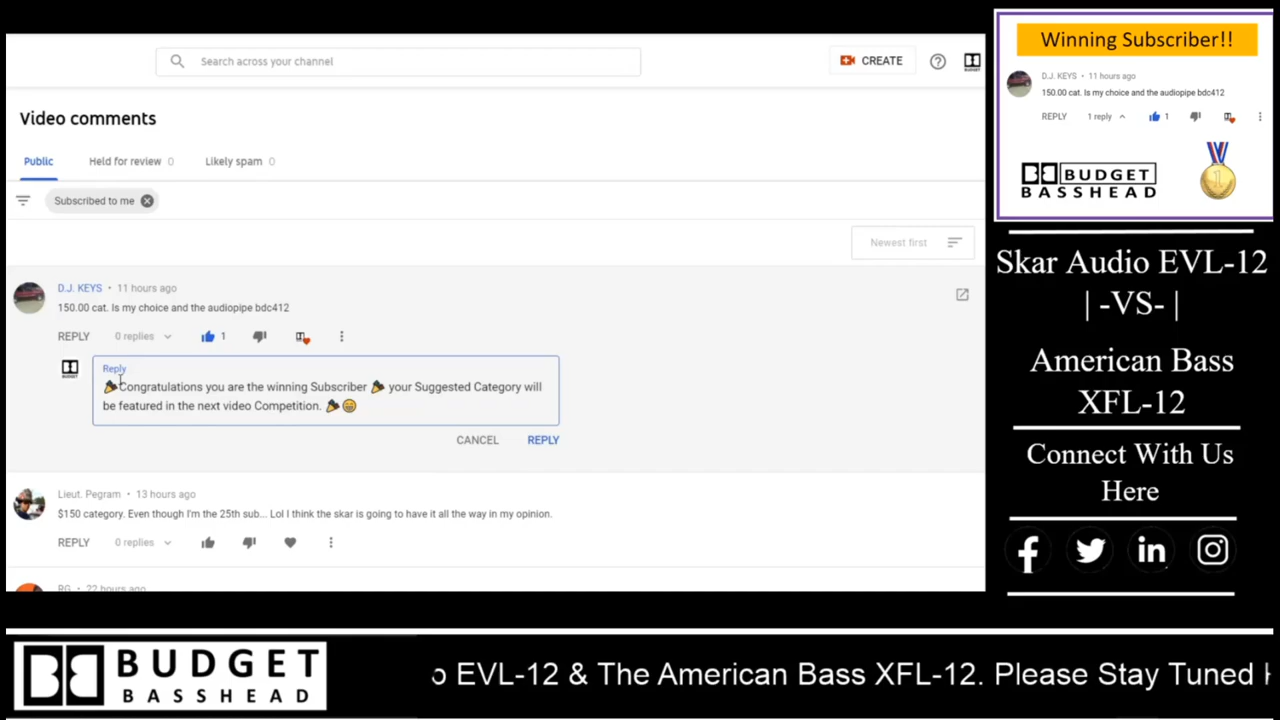 Search across your channel
CREATE
Video comments
Public
Held for review 0
Likely spam 0
Subscribed to me
Newest first
D.J. KEYS • 11 hours ago
150.00 cat. Is my choice and the audiopipe bdc412
REPLY 0 replies 1
Reply
🎉Congratulations you are the winning Subscriber 🎉 your Suggested Category will
be featured in the next video Competition. 🎉😁
CANCEL REPLY
Lieut. Pegram • 13 hours ago
$150 category. Even though I'm the 25th sub... Lol I think the skar is going to have it all the way in my opinion.
REPLY 0 replies
RG • 22 hours ago
Winning Subscriber!!
D.J. KEYS • 11 hours ago
150.00 cat. Is my choice and the audiopipe bdc412
REPLY 1 reply 1
BUDGET
BASSHEAD
1
Skar Audio EVL-12
| -VS- |
American Bass
XFL-12
Connect With Us
Here
BUDGET
BASSHEAD
EVL-12 & The American Bass XFL-12. Please Stay Tuned